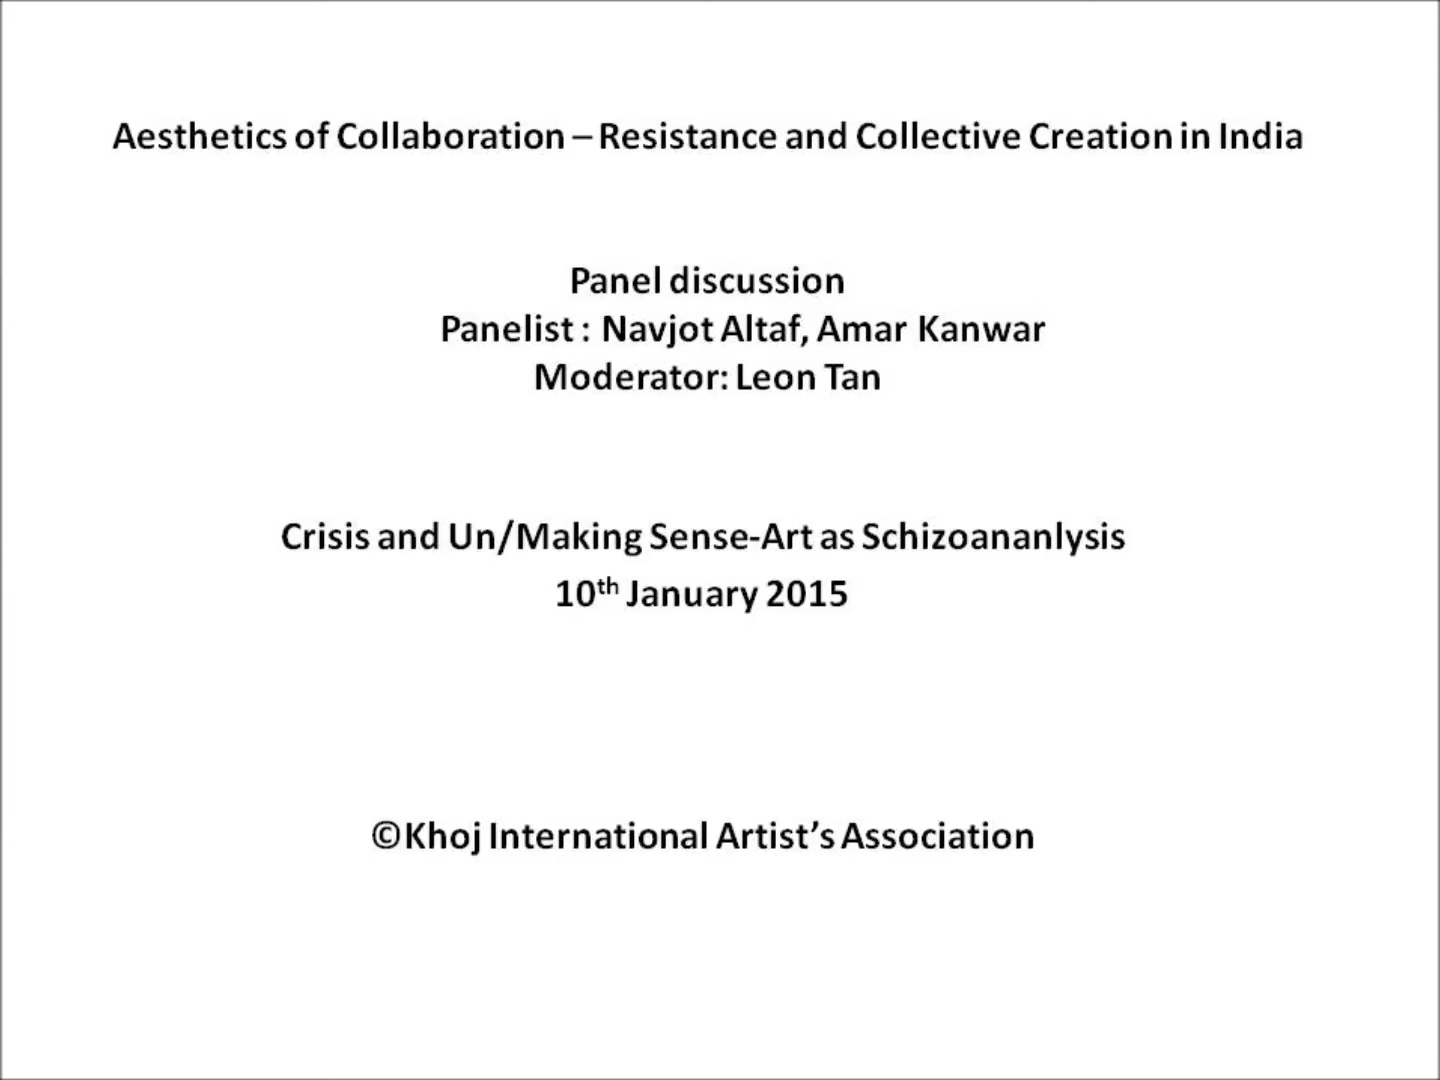 Aesthetics of Collaboration – Resistance and Collective Creation in India
Panel discussion
Panelist : Navjot Altaf, Amar Kanwar
Moderator: Leon Tan
Crisis and Un/Making Sense-Art as Schizoananlysis
10th January 2015
©Khoj International Artist’s Association